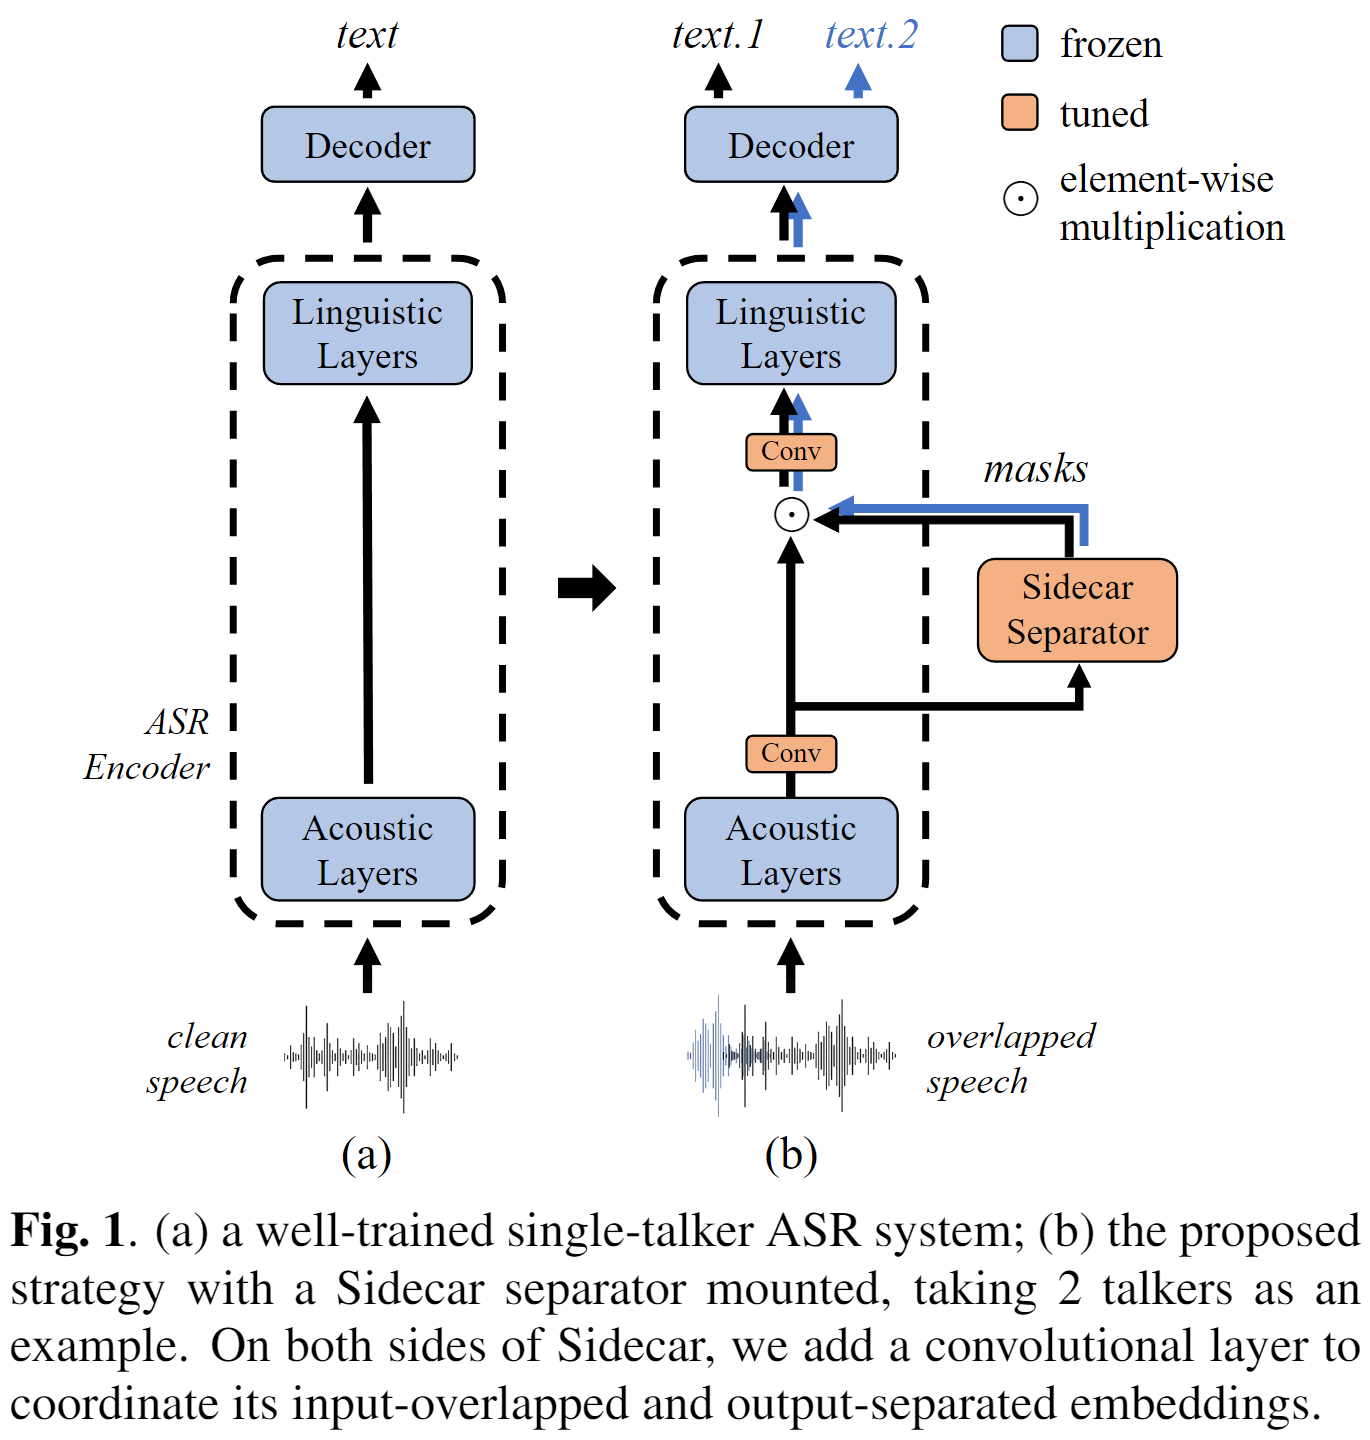 text
text.1
text.2
frozen
tuned
element-wise
multiplication
Decoder
Decoder
Linguistic
Layers
Linguistic
Layers
Conv
masks
Sidecar
Separator
ASR
Encoder
Conv
Acoustic
Layers
Acoustic
Layers
clean
speech
overlapped
speech
(a)
(b)
Fig. 1. (a) a well-trained single-talker ASR system; (b) the proposed
strategy with a Sidecar separator mounted, taking 2 talkers as an
example. On both sides of Sidecar, we add a convolutional layer to
coordinate its input-overlapped and output-separated embeddings.